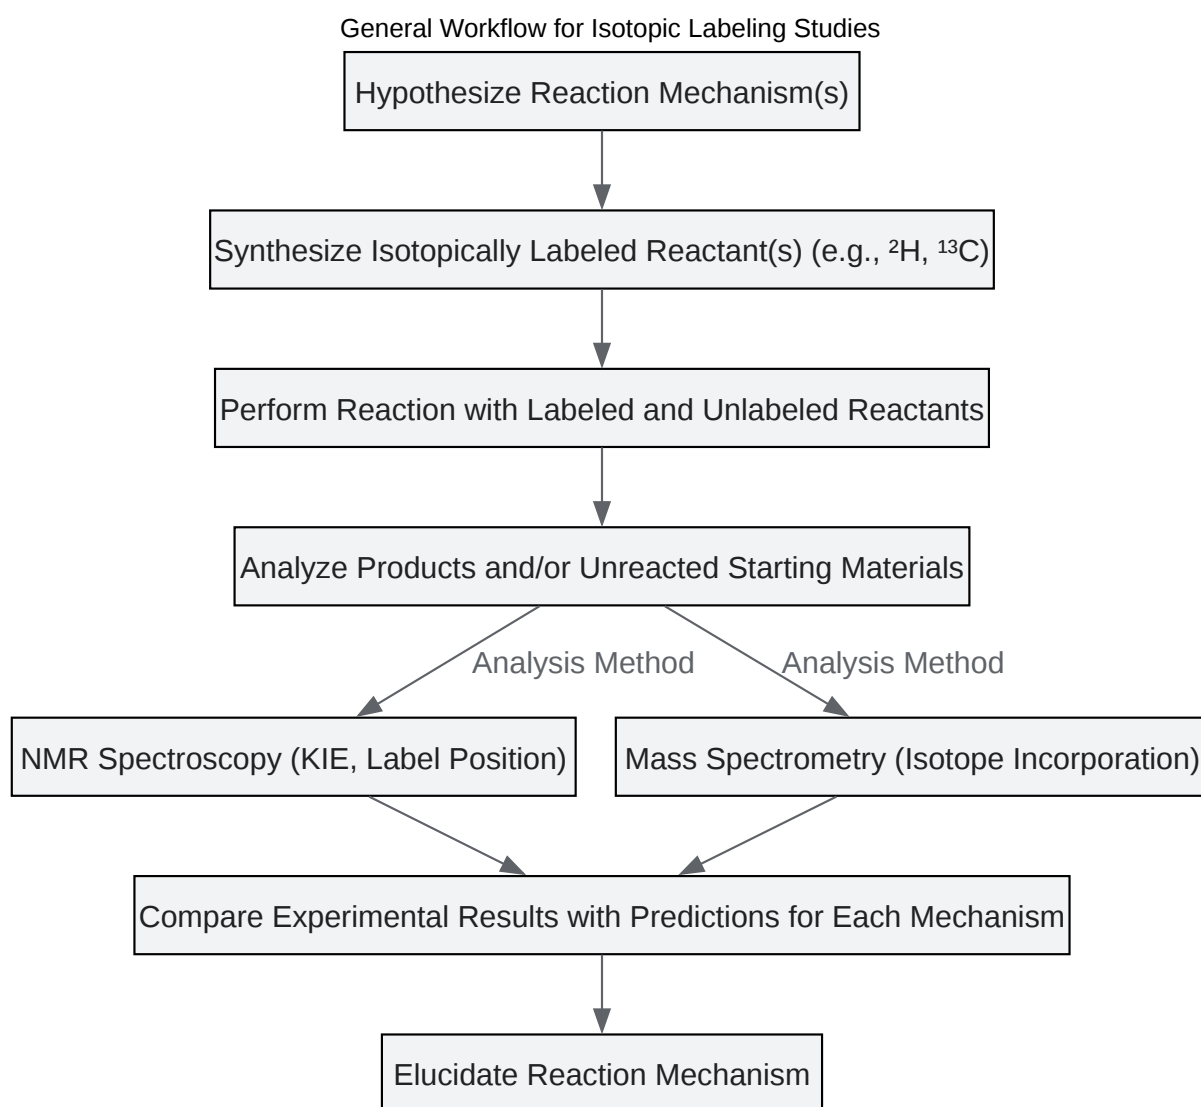 General Workflow for Isotopic Labeling Studies
Hypothesize Reaction Mechanism(s)
Synthesize Isotopically Labeled Reactant(s) (e.g., ²H, ¹³C)
Perform Reaction with Labeled and Unlabeled Reactants
Analyze Products and/or Unreacted Starting Materials
Analysis Method
Analysis Method
NMR Spectroscopy (KIE, Label Position)
Mass Spectrometry (Isotope Incorporation)
Compare Experimental Results with Predictions for Each Mechanism
Elucidate Reaction Mechanism